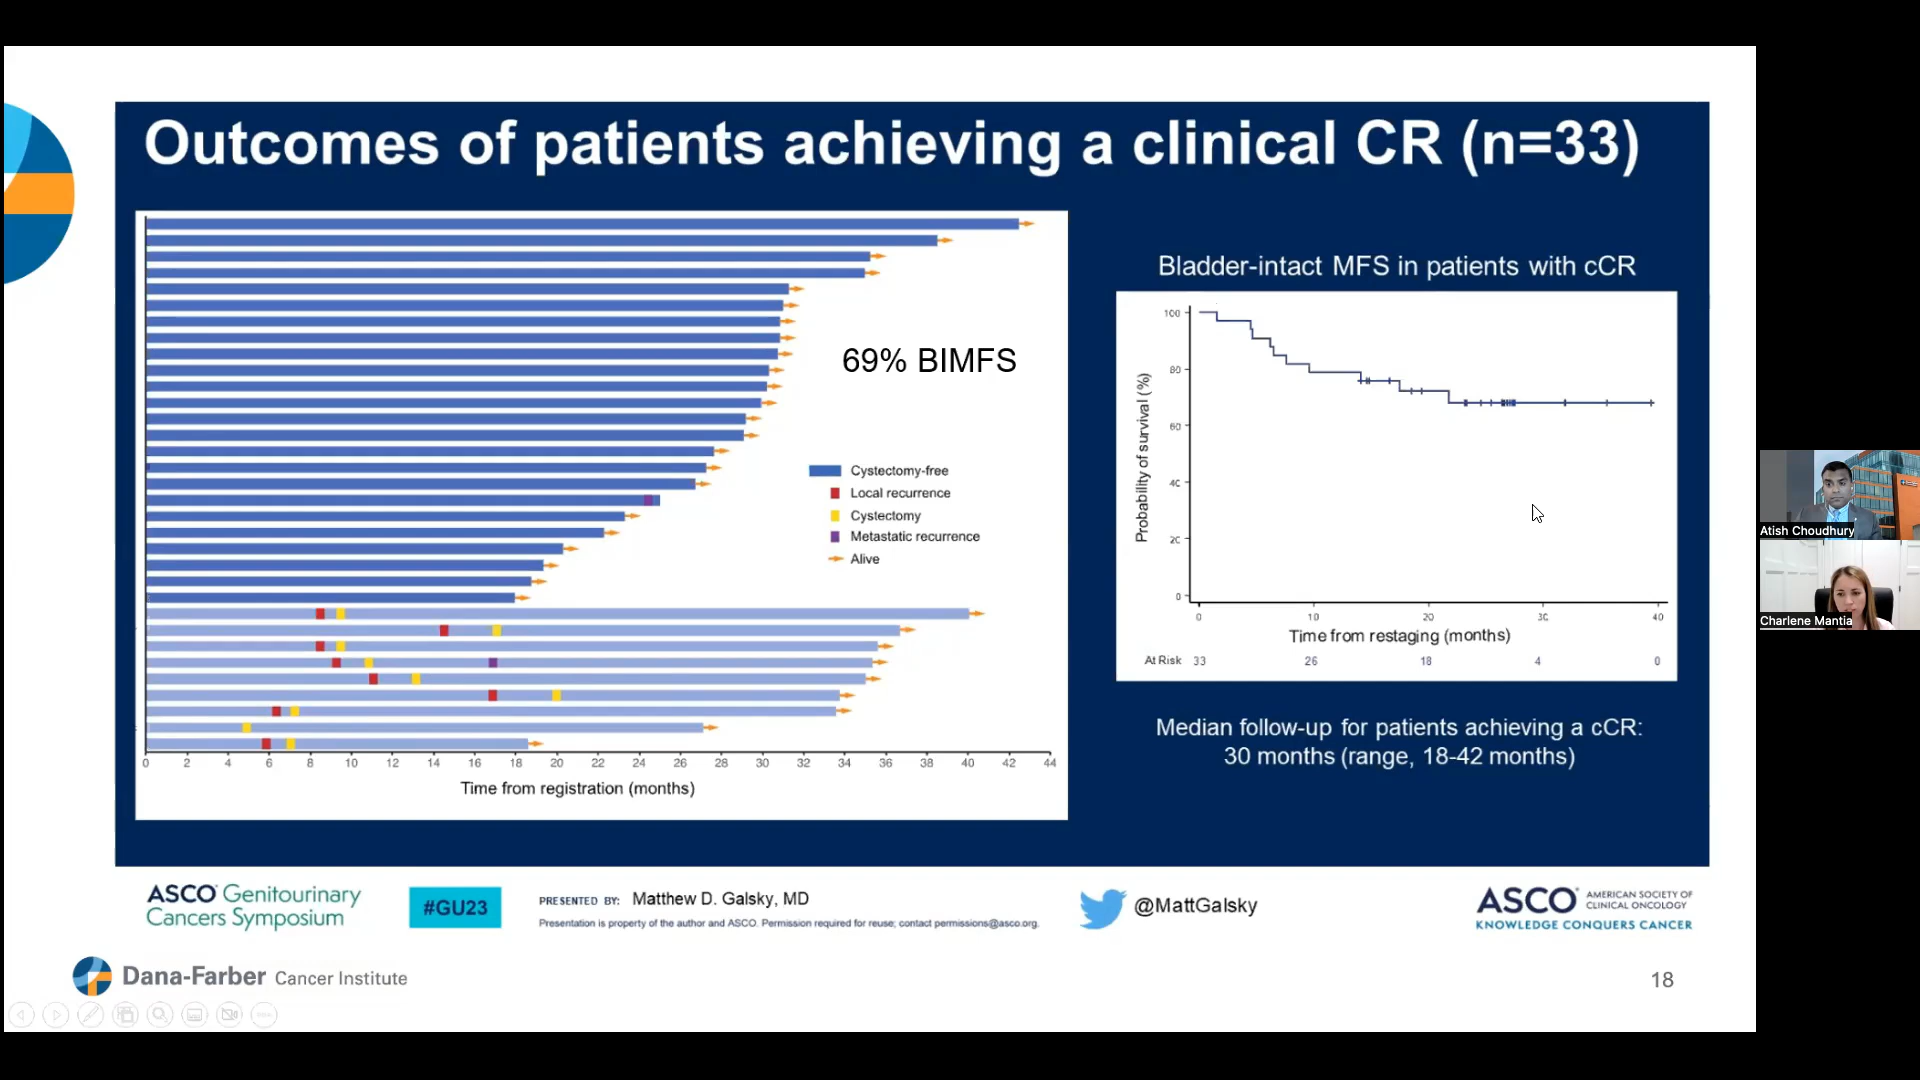 Outcomes of patients achieving a clinical CR (n=33)
69% BIMFS
Cystectomy-free
Local recurrence
Cystectomy
Metastatic recurrence
Alive
0 2 4 6 8 10 12 14 16 18 20 22 24 26 28 30 32 34 36 38 40 42 44
Time from registration (months)
Bladder-intact MFS in patients with cCR
Probability of survival (%)
100
80
60
40
20
0
0 10 20 30 40
Time from restaging (months)
At Risk 33 26 18 4 0
Median follow-up for patients achieving a cCR:
30 months (range, 18-42 months)
ASCO Genitourinary
Cancers Symposium
#GU23
PRESENTED BY: Matthew D. Galsky, MD
Presentation is property of the author and ASCO. Permission required for reuse; contact permissions@asco.org.
@MattGalsky
ASCO AMERICAN SOCIETY OF
CLINICAL ONCOLOGY
KNOWLEDGE CONQUERS CANCER
Dana-Farber Cancer Institute
18
Atish Choudhury
Charlene Mantia